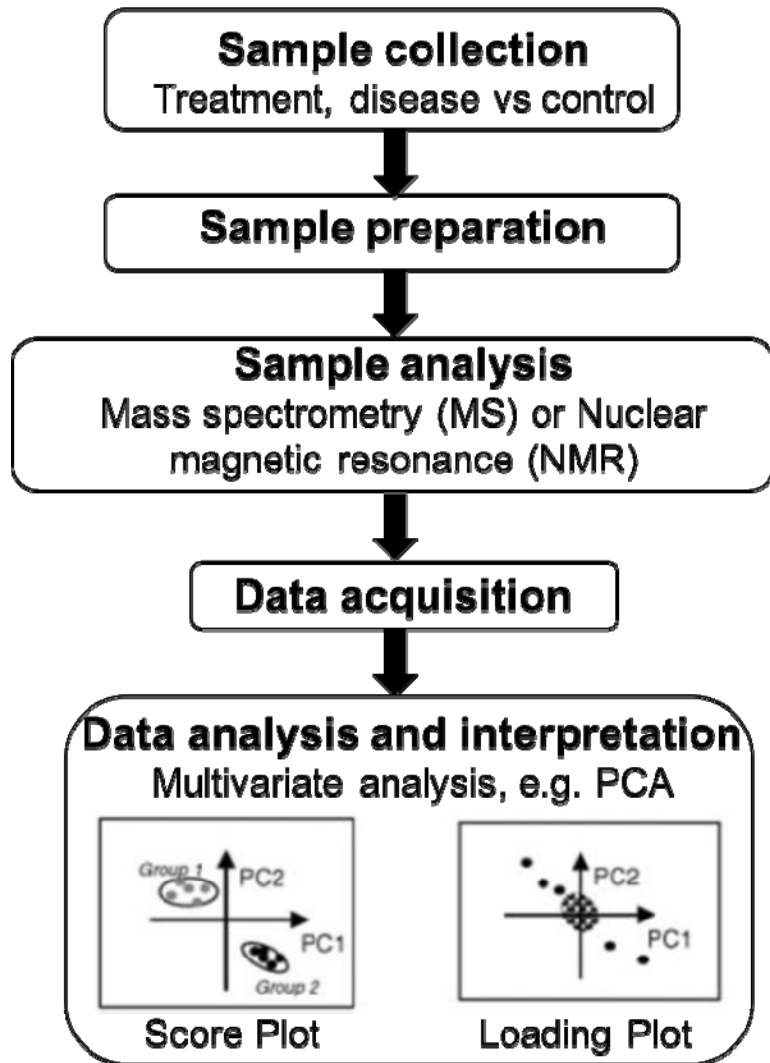 Sample collection
Treatment, disease vs control
Sample preparation
Sample analysis
Mass spectrometry (MS) or Nuclear
magnetic resonance (NMR)
Data acquisition
Data analysis and interpretation
Multivariate analysis, e.g. PCA
Group 1
PC2
PC1
Group 2
Score Plot
PC2
PC1
Loading Plot